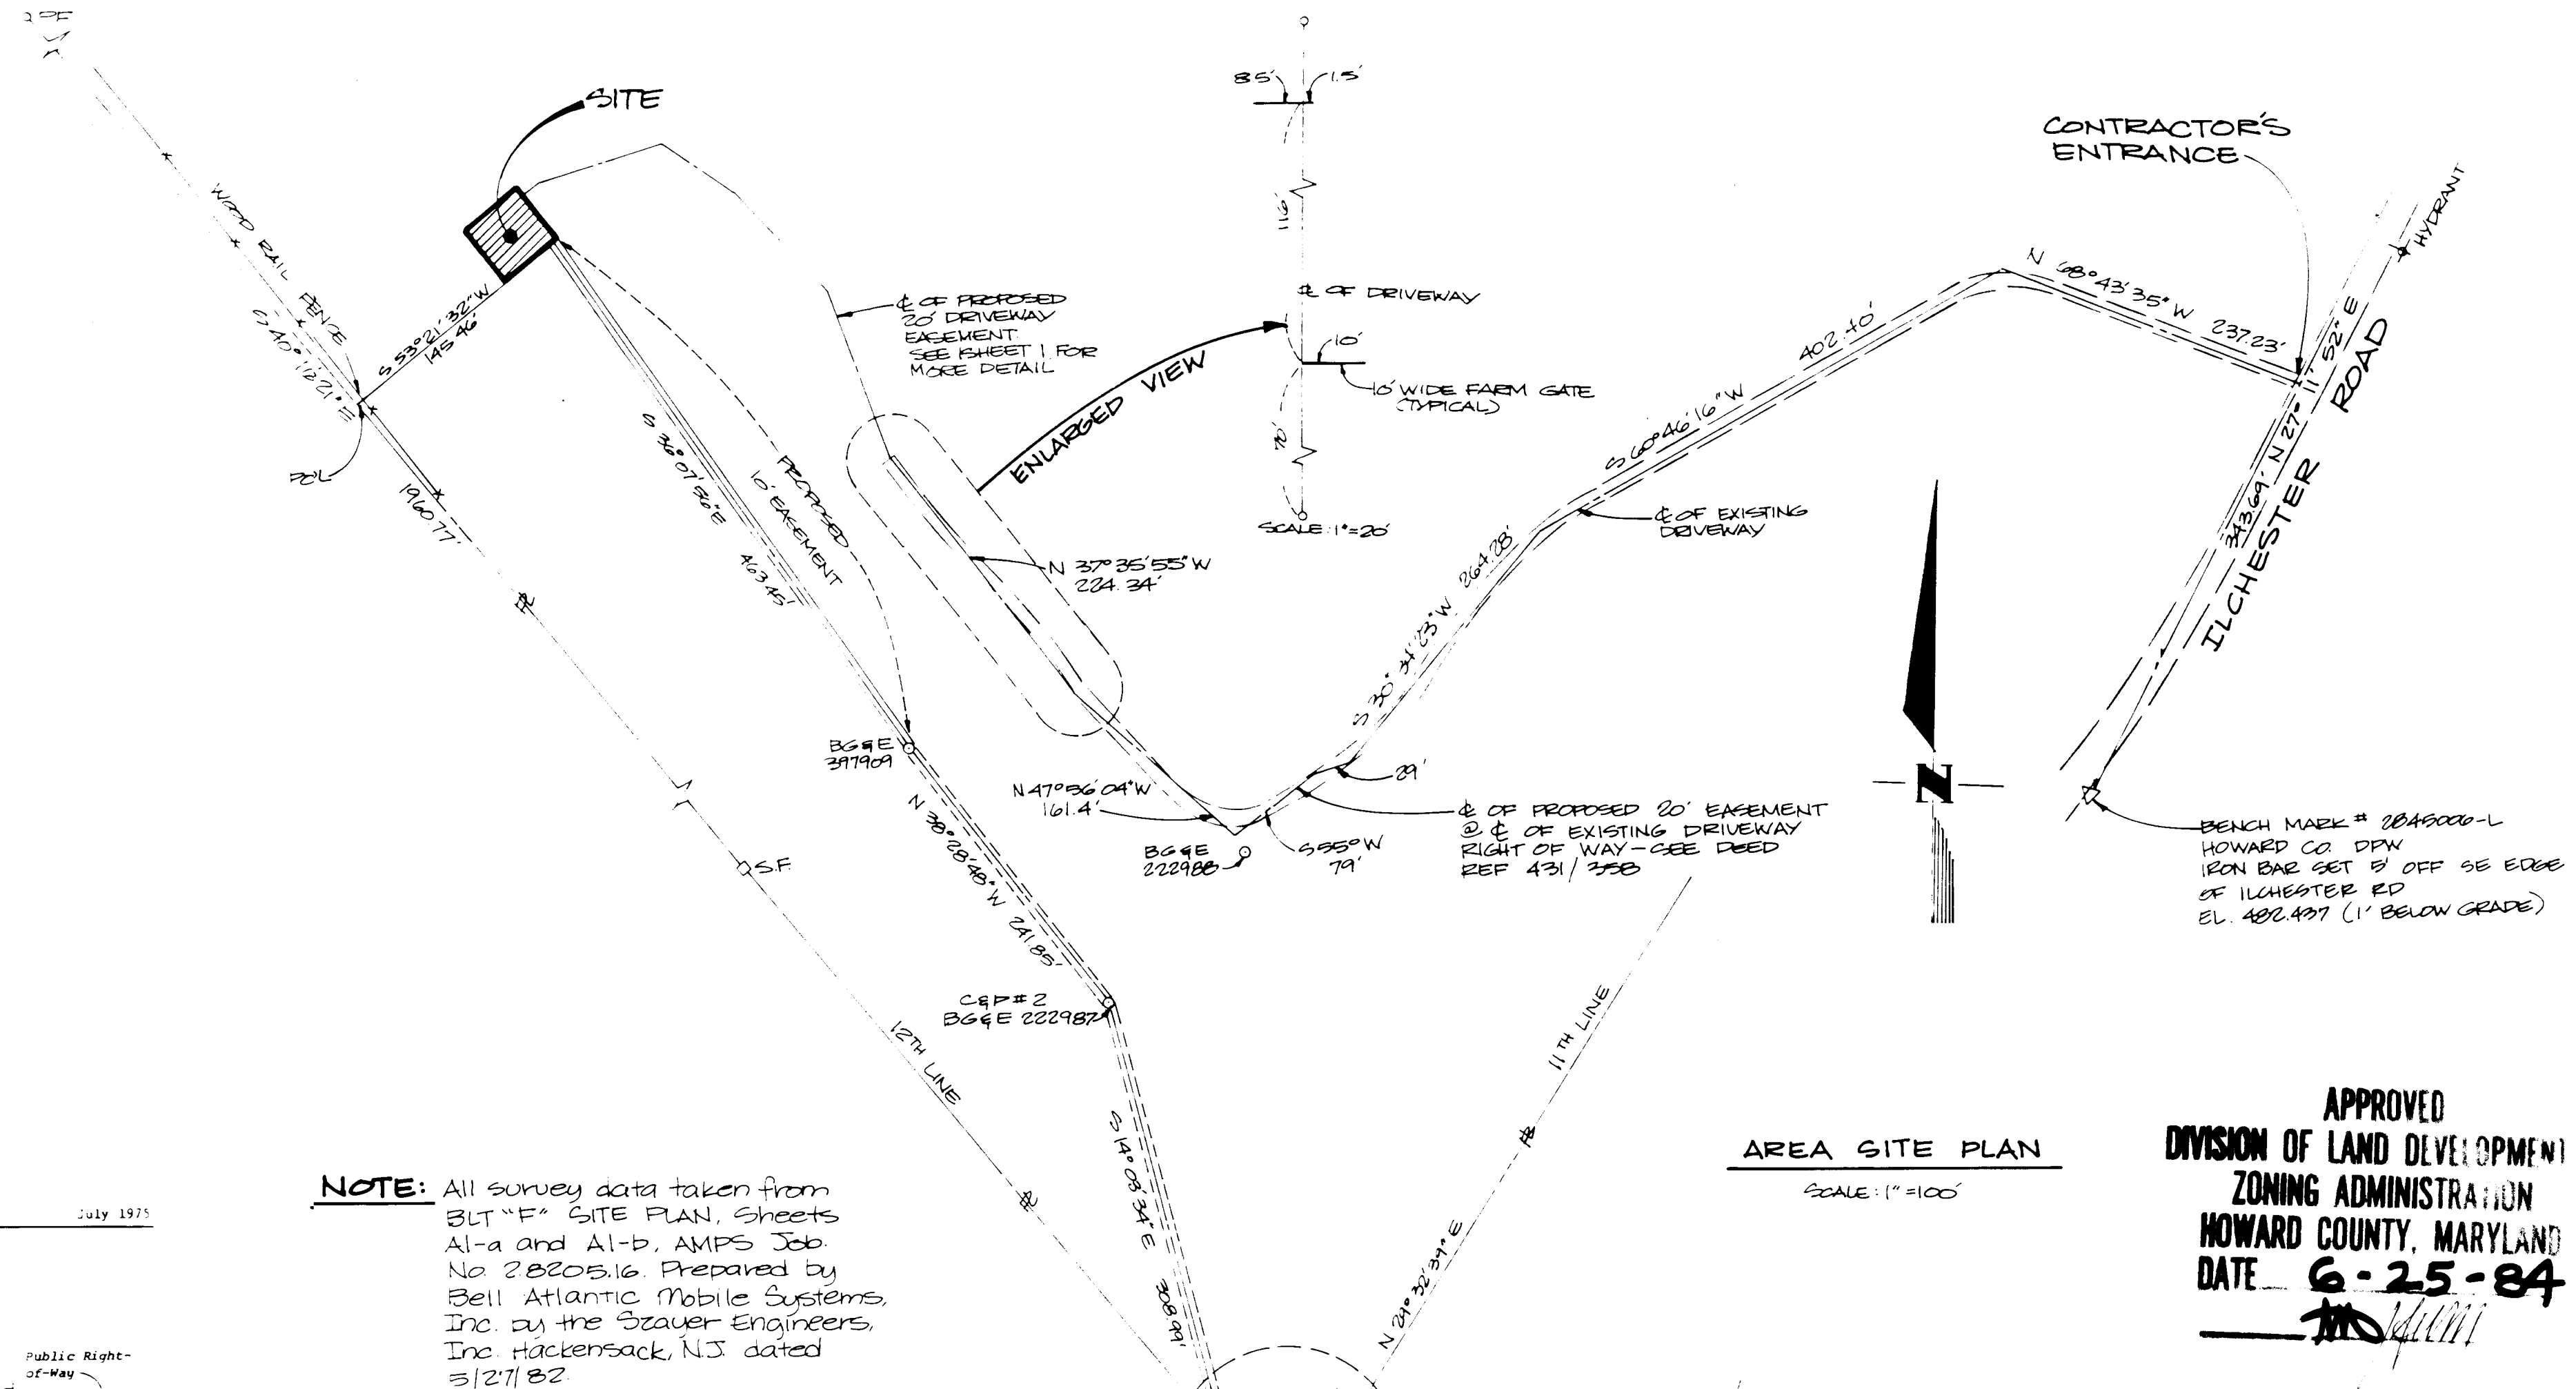 SITE
85' 1.5'
116'
℄ OF DRIVEWAY
10'
10' WIDE FARM GATE
(TYPICAL)
70'
SCALE: 1"=20'
ENLARGED VIEW
CONTRACTOR'S
ENTRANCE
HYDRANT
WOOD RAIL FENCE
S 53° 21' 32" W
145.46'
POL
1960.77'
℄ OF PROPOSED
20' DRIVEWAY
EASEMENT
SEE SHEET 1 FOR
MORE DETAIL
S 36° 07' 56" E
463.45'
PROPOSED
10' EASEMENT
N 37° 35' 55" W
224.34'
N 68° 43' 35" W 237.23'
S 60° 46' 16" W 402.40'
343.69' N 27° 11' 52" E
ILCHESTER ROAD
℄ OF EXISTING
DRIVEWAY
S 30° 34' 23" W 264.28'
29'
BG&E
397909
N 47° 56' 04" W
161.4'
BG&E
222988
S 55° W
79'
℄ OF PROPOSED 20' EASEMENT
@ ℄ OF EXISTING DRIVEWAY
RIGHT OF WAY - SEE DEED
REF 431/358
N
BENCH MARK # 2845006-L
HOWARD CO. DPW
IRON BAR SET 5' OFF SE EDGE
OF ILCHESTER RD
EL. 482.437 (1' BELOW GRADE)
S.F.
N 38° 28' 48" W 241.85'
C&P # 2
BG&E 222987
12TH LINE
11TH LINE
S 14° 03' 34" E 308.99'
N 29° 32' 39" E
AREA SITE PLAN
SCALE: 1"=100'
APPROVED
DIVISION OF LAND DEVELOPMENT
ZONING ADMINISTRATION
HOWARD COUNTY, MARYLAND
DATE 6-25-84
NOTE: All survey data taken from
BLT "F" SITE PLAN, Sheets
A1-a and A1-b, AMPS Job.
No. 2.8205.16. Prepared by
Bell Atlantic Mobile Systems,
Inc. by the Szayer Engineers,
Inc. Hackensack, N.J. dated
5/27/82.
July 1975
Public Right-
of-Way